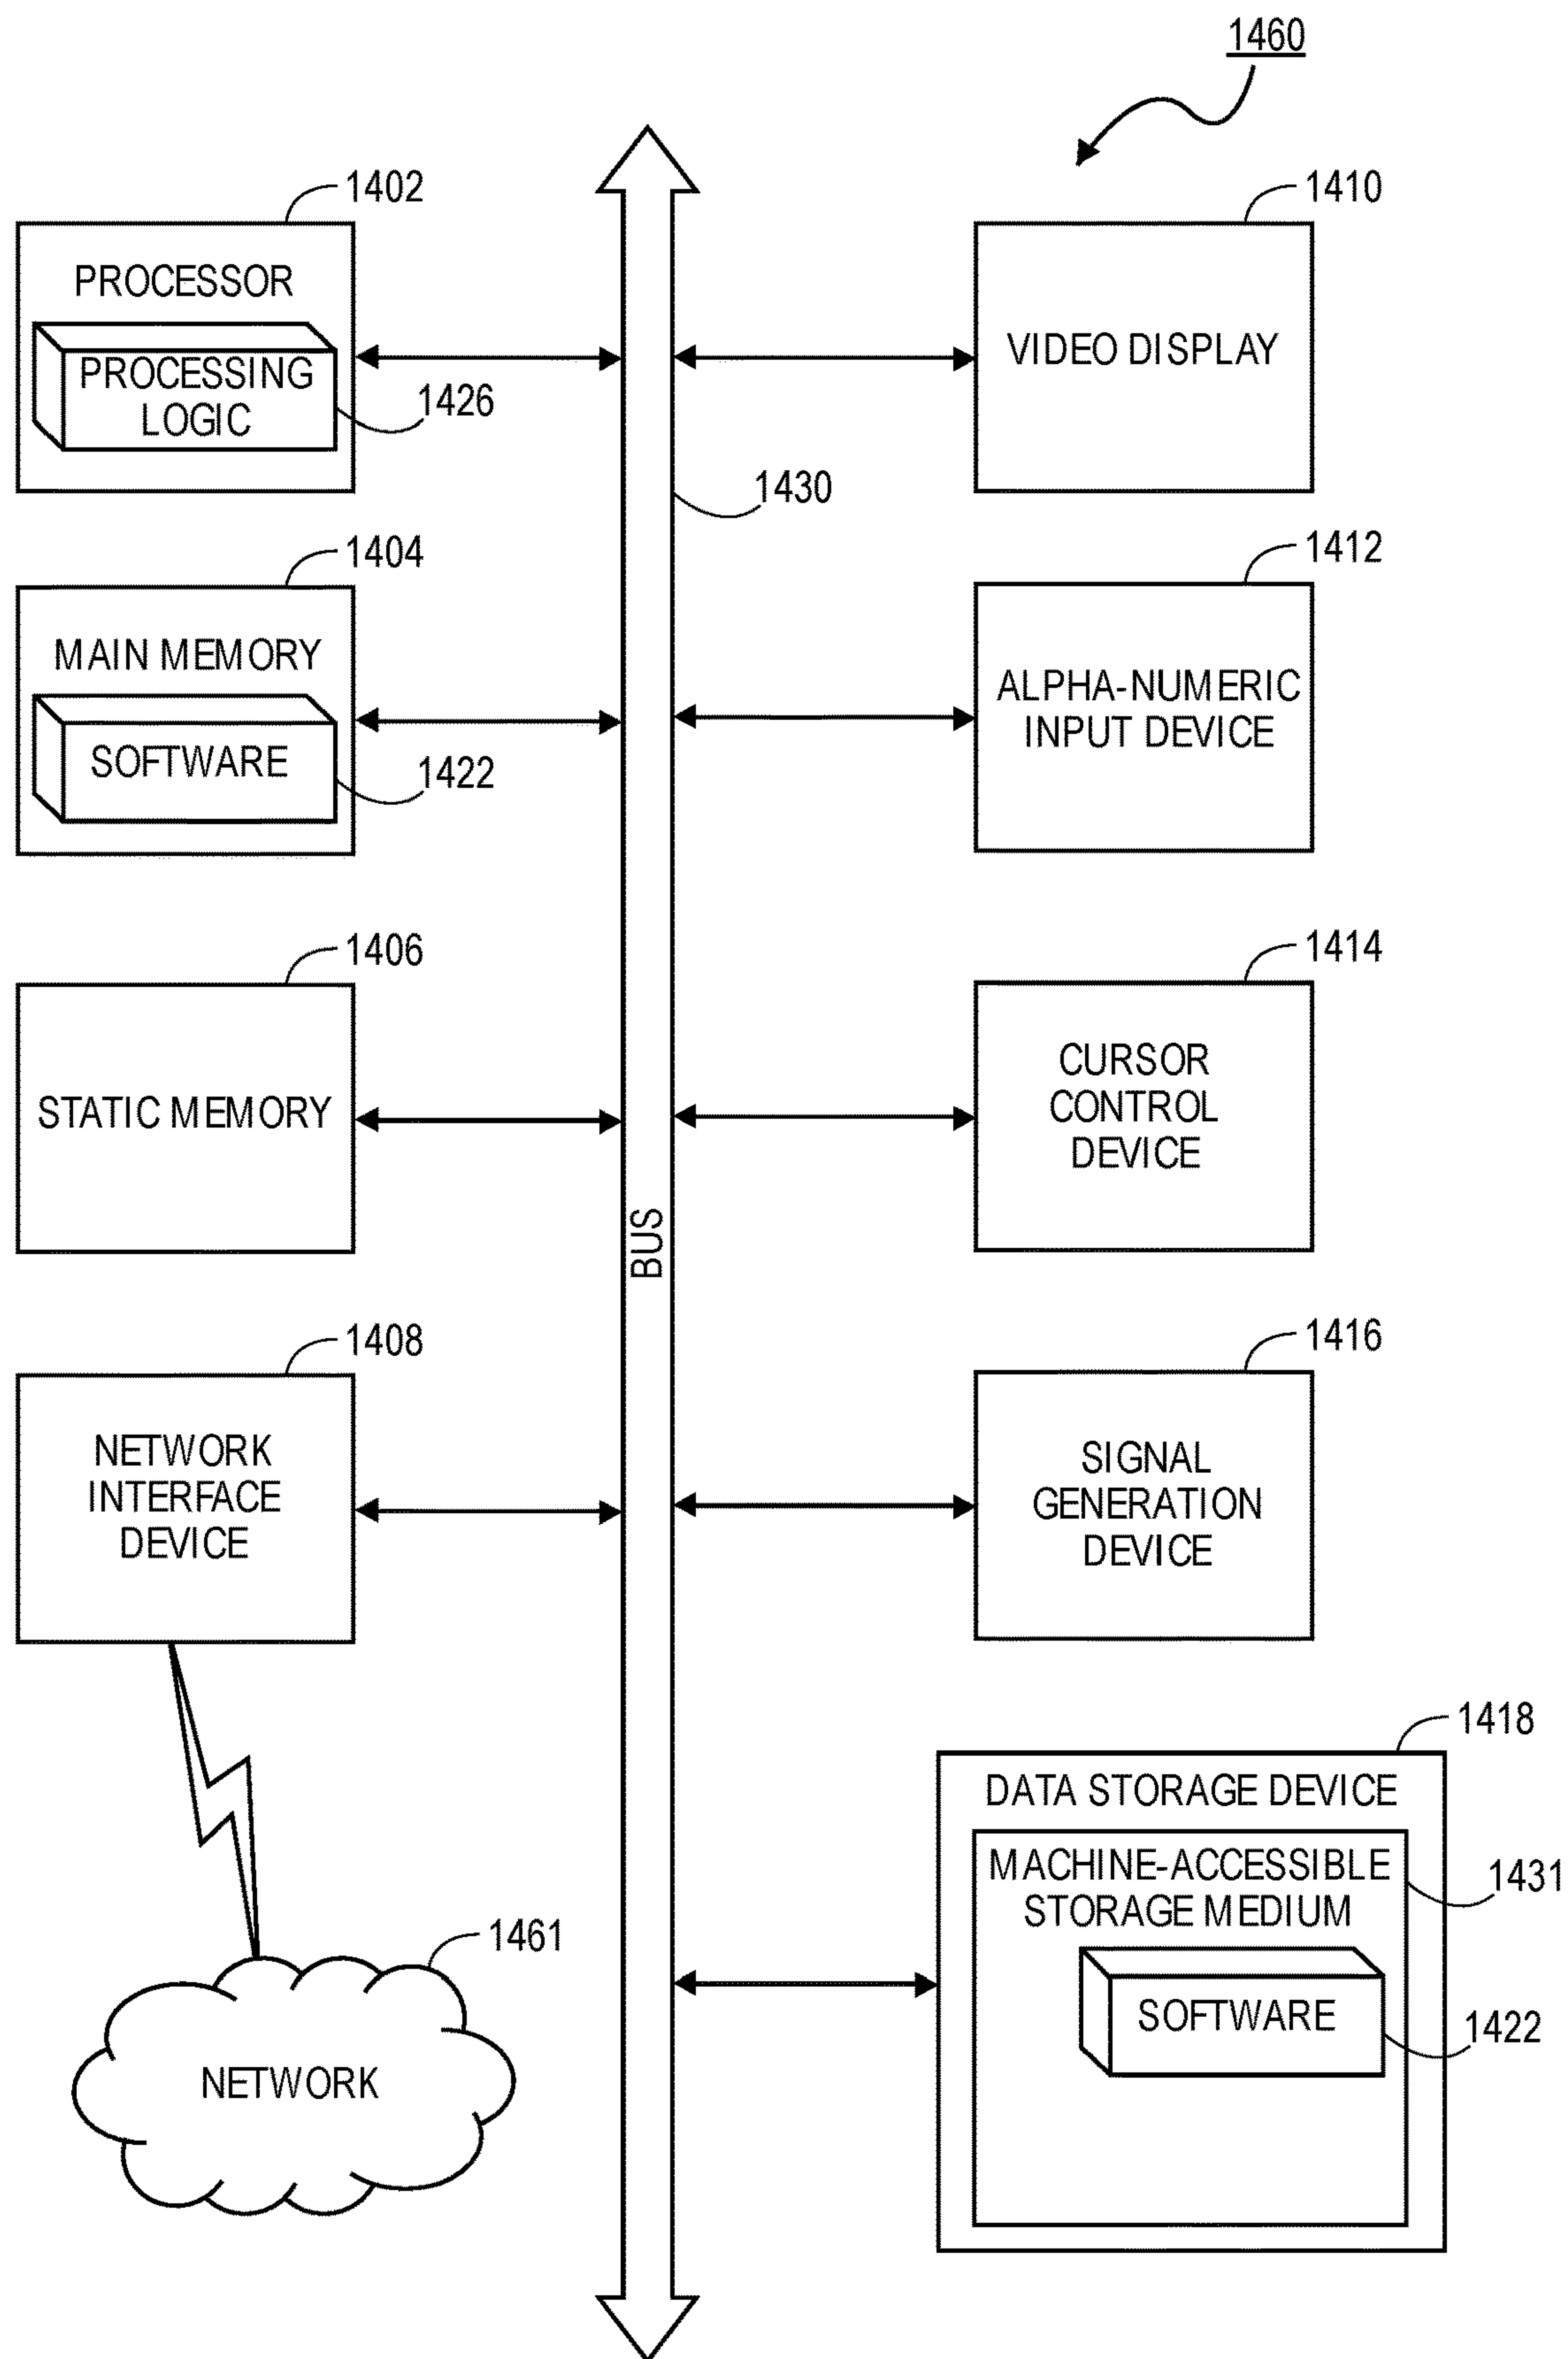 1460
1402
PROCESSOR
PROCESSING
LOGIC
1426
1410
VIDEO DISPLAY
1430
1404
MAIN MEMORY
SOFTWARE
1422
1412
ALPHA-NUMERIC
INPUT DEVICE
1406
STATIC MEMORY
1414
CURSOR
CONTROL
DEVICE
BUS
1408
NETWORK
INTERFACE
DEVICE
1416
SIGNAL
GENERATION
DEVICE
1418
DATA STORAGE DEVICE
MACHINE-ACCESSIBLE
STORAGE MEDIUM
1431
SOFTWARE
1422
1461
NETWORK